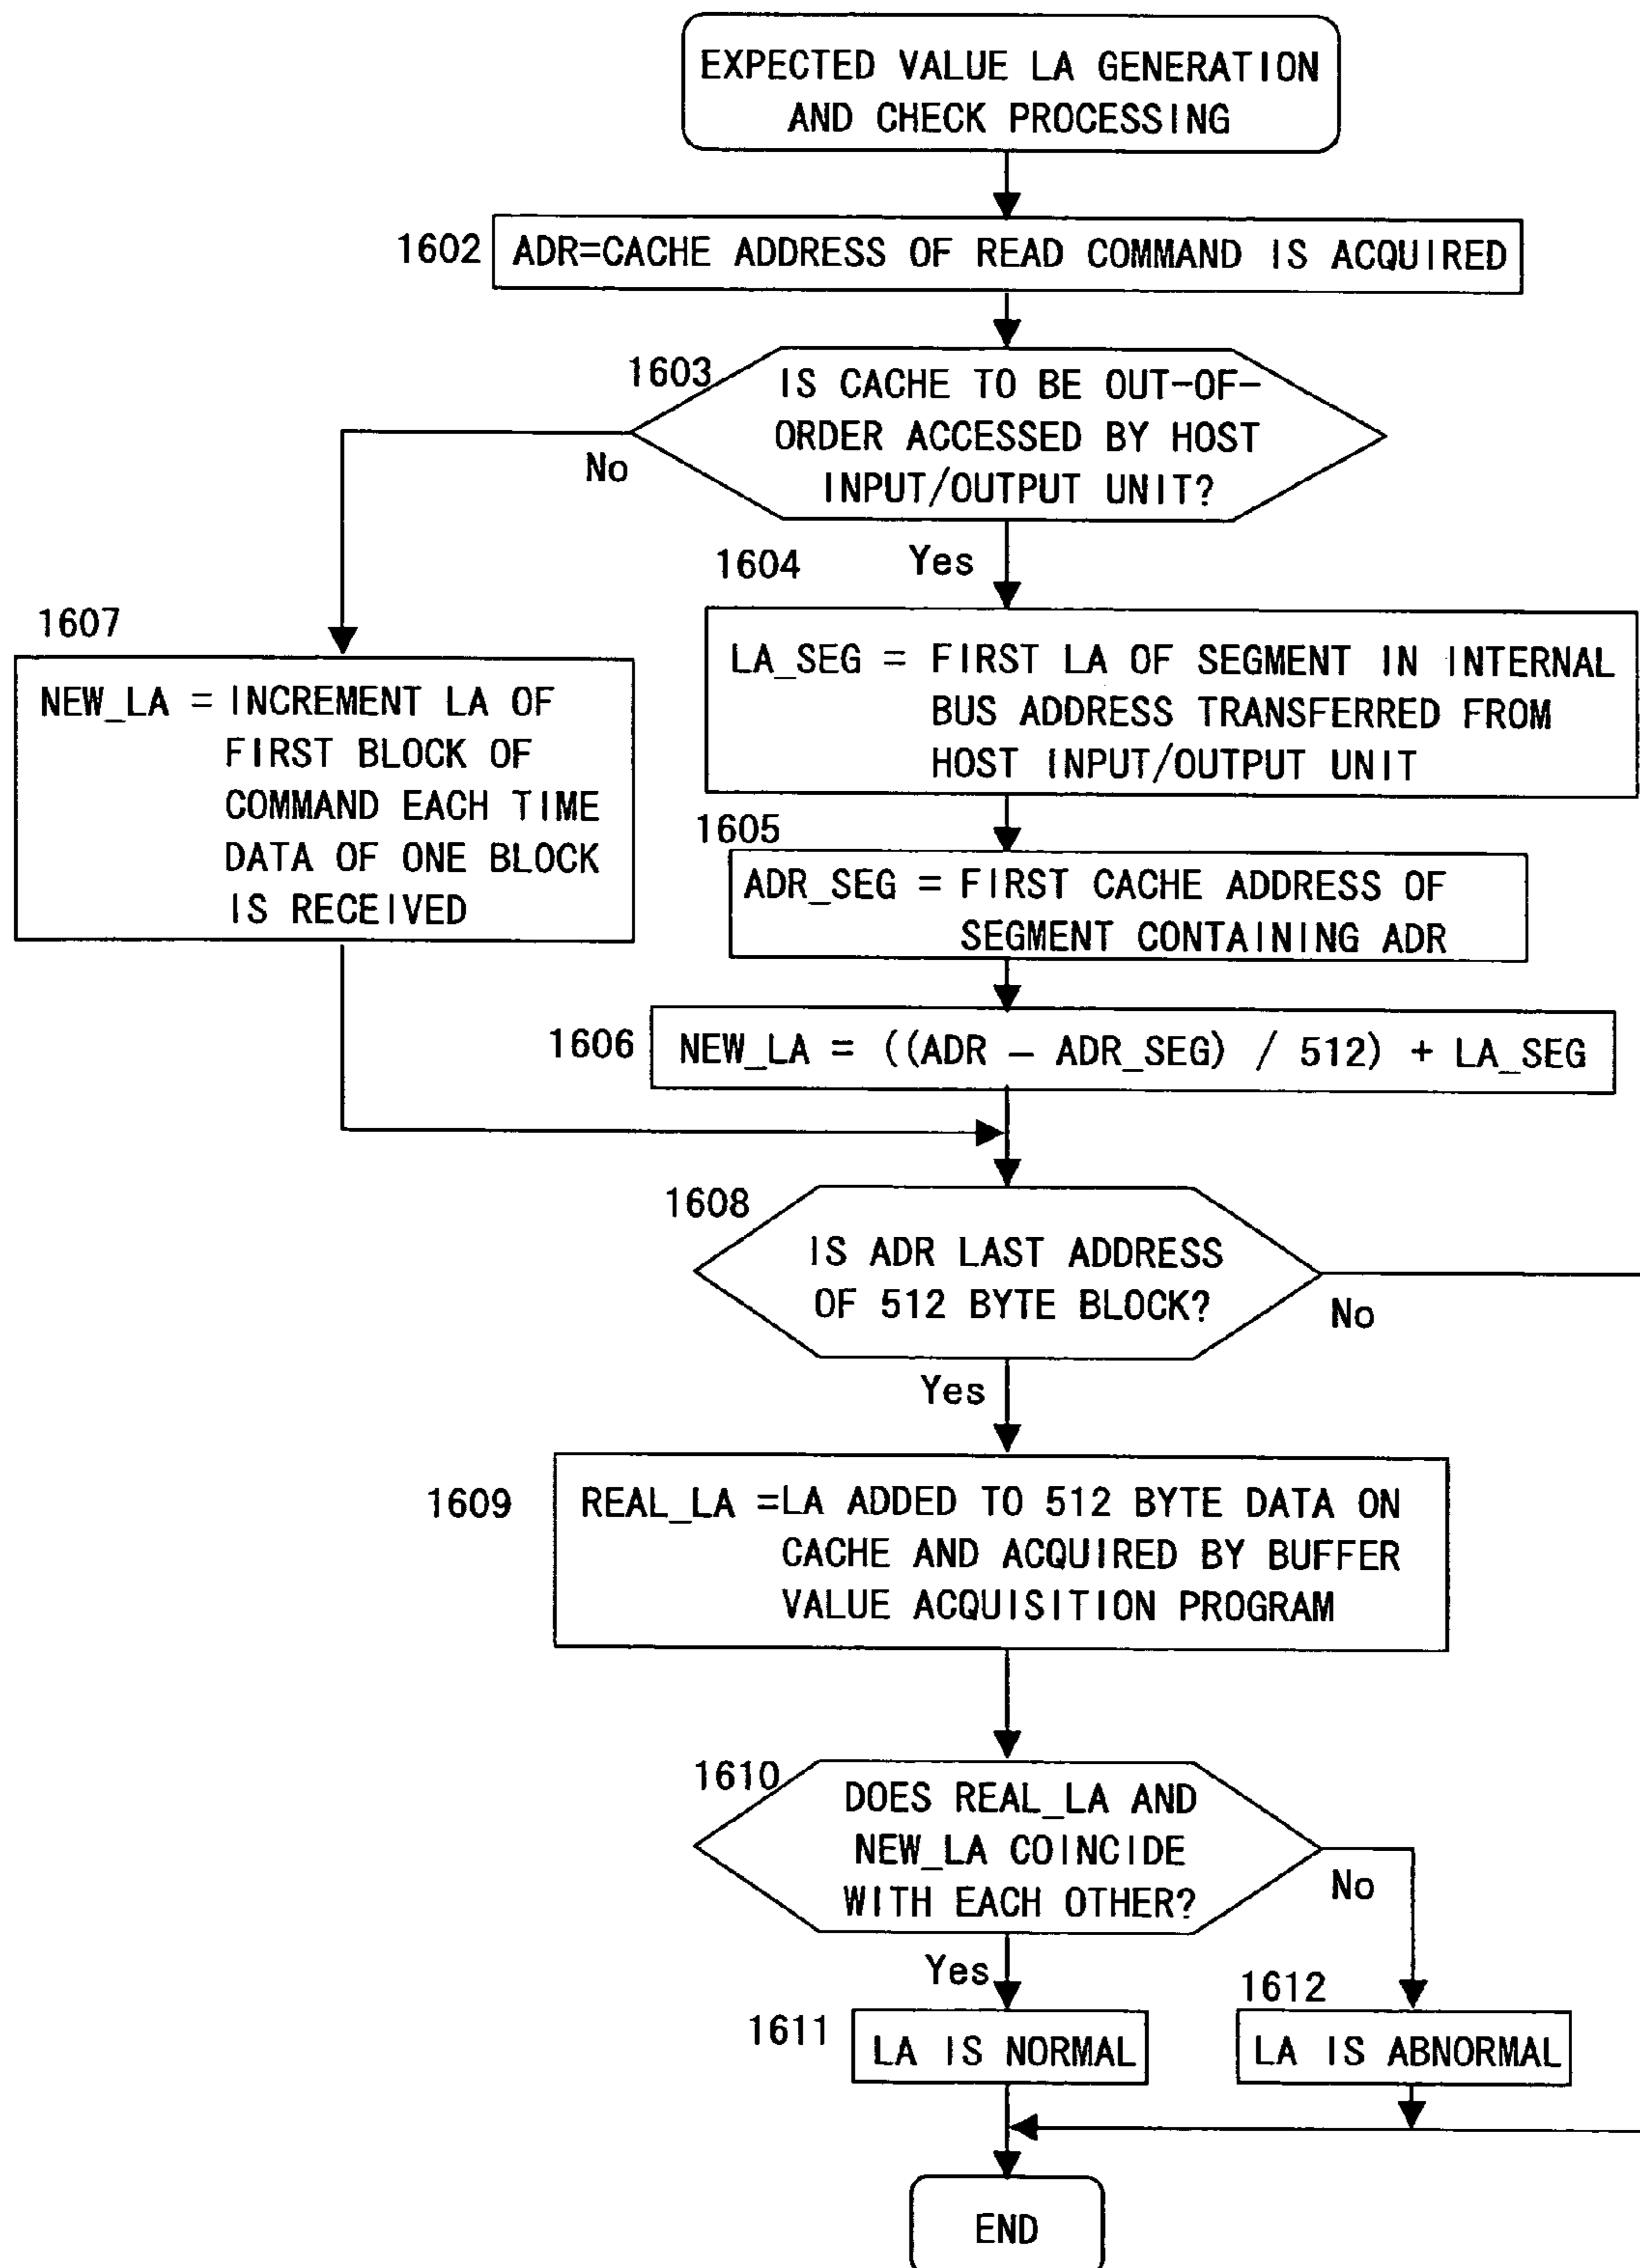 EXPECTED VALUE LA GENERATION
AND CHECK PROCESSING
1602
ADR=CACHE ADDRESS OF READ COMMAND IS ACQUIRED
1603
IS CACHE TO BE OUT-OF-
ORDER ACCESSED BY HOST
INPUT/OUTPUT UNIT?
No
Yes
1604
LA_SEG = FIRST LA OF SEGMENT IN INTERNAL
BUS ADDRESS TRANSFERRED FROM
HOST INPUT/OUTPUT UNIT
1607
NEW_LA = INCREMENT LA OF
FIRST BLOCK OF
COMMAND EACH TIME
DATA OF ONE BLOCK
IS RECEIVED
1605
ADR_SEG = FIRST CACHE ADDRESS OF
SEGMENT CONTAINING ADR
1606
NEW_LA = ((ADR - ADR_SEG) / 512) + LA_SEG
1608
IS ADR LAST ADDRESS
OF 512 BYTE BLOCK?
No
Yes
1609
REAL_LA =LA ADDED TO 512 BYTE DATA ON
CACHE AND ACQUIRED BY BUFFER
VALUE ACQUISITION PROGRAM
1610
DOES REAL_LA AND
NEW_LA COINCIDE
WITH EACH OTHER?
No
Yes
1611
LA IS NORMAL
1612
LA IS ABNORMAL
END